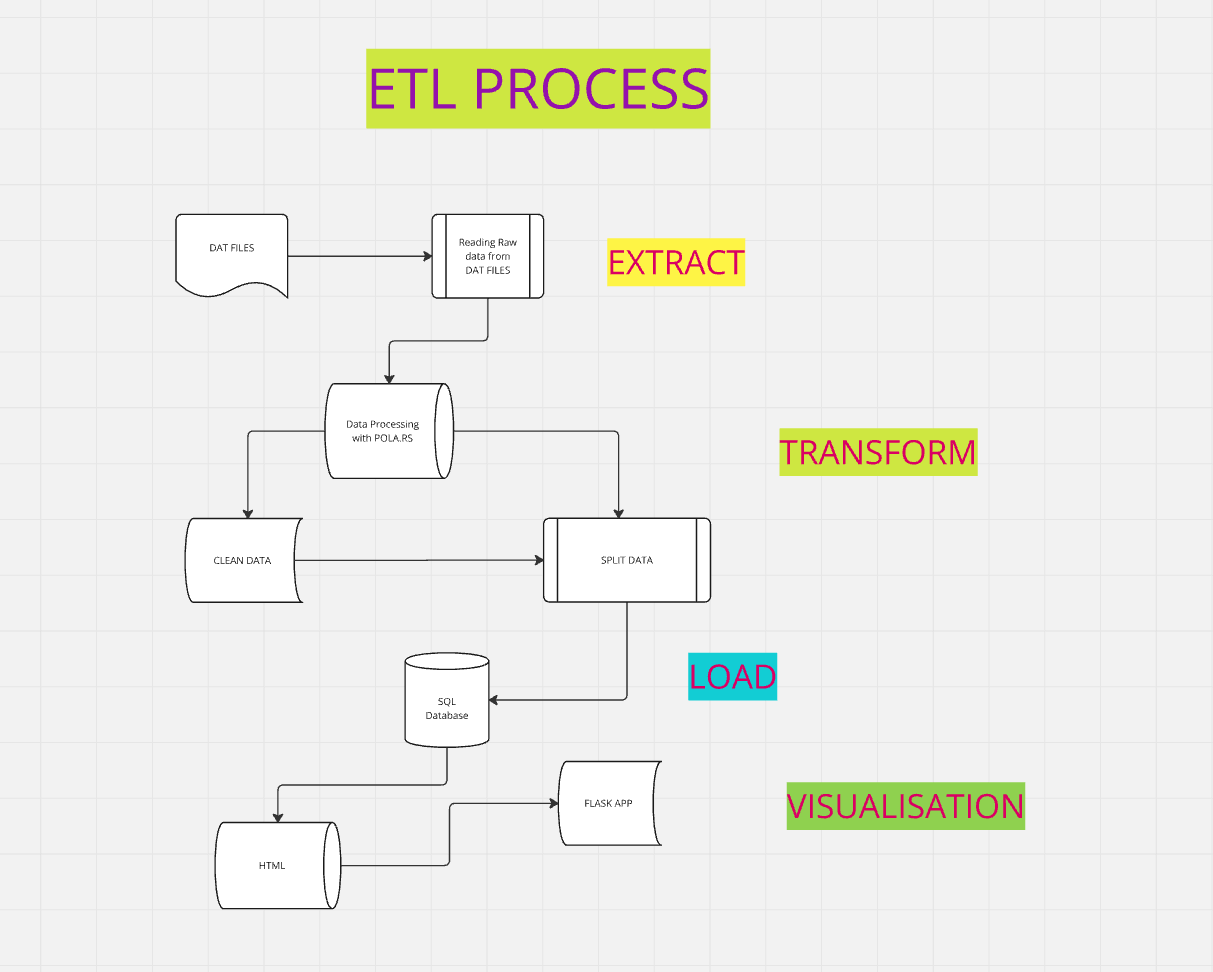 ETL PROCESS
DAT FILES
Reading Raw
data from
DAT FILES
EXTRACT
Data Processing
with POLA.RS
TRANSFORM
CLEAN DATA
SPLIT DATA
LOAD
SQL
Database
FLASK APP
VISUALISATION
HTML